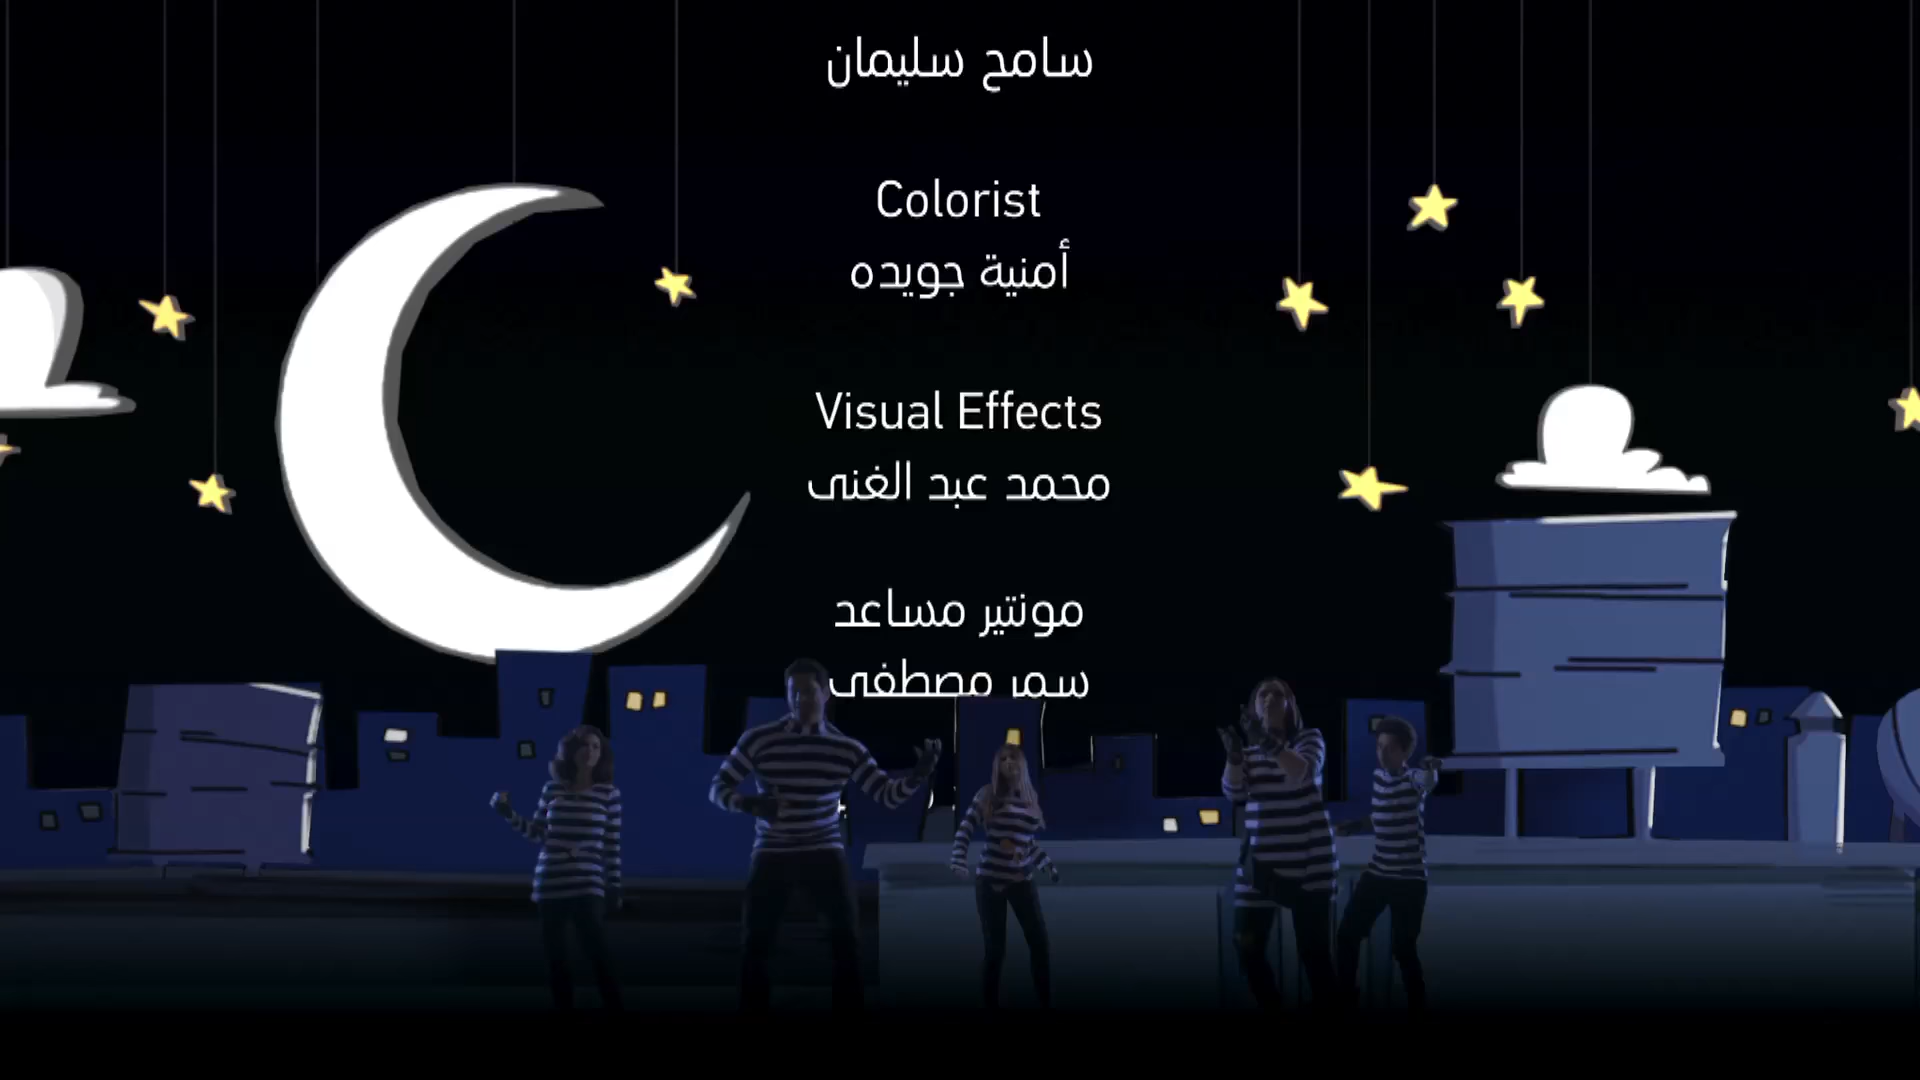 سامح سليمان
Colorist
أمنية جويده
Visual Effects
محمد عبد الغنى
مونتير مساعد
سمر مصطفى